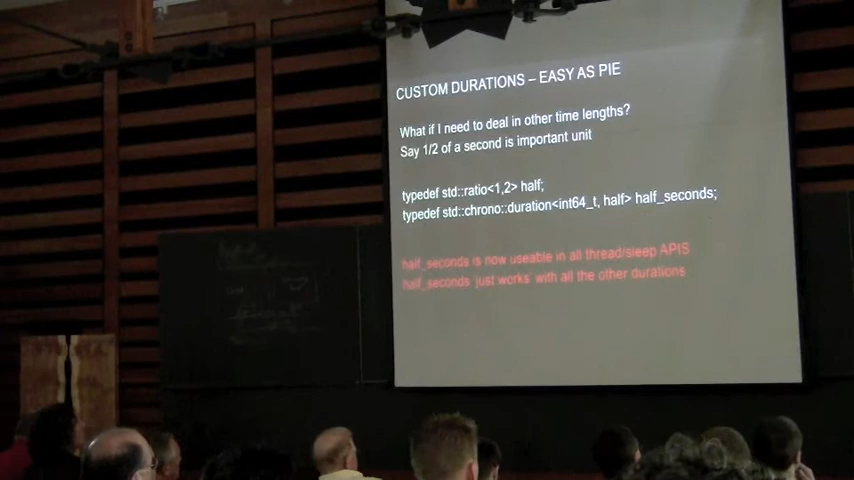 CUSTOM DURATIONS – EASY AS PIE
What if I need to deal in other time lengths?
Say 1/2 of a second is important unit
typedef std::ratio<1,2> half;
typedef std::chrono::duration<int64_t, half> half_seconds;
half_seconds is now useable in all thread/sleep APIS
half_seconds 'just works' with all the other durations